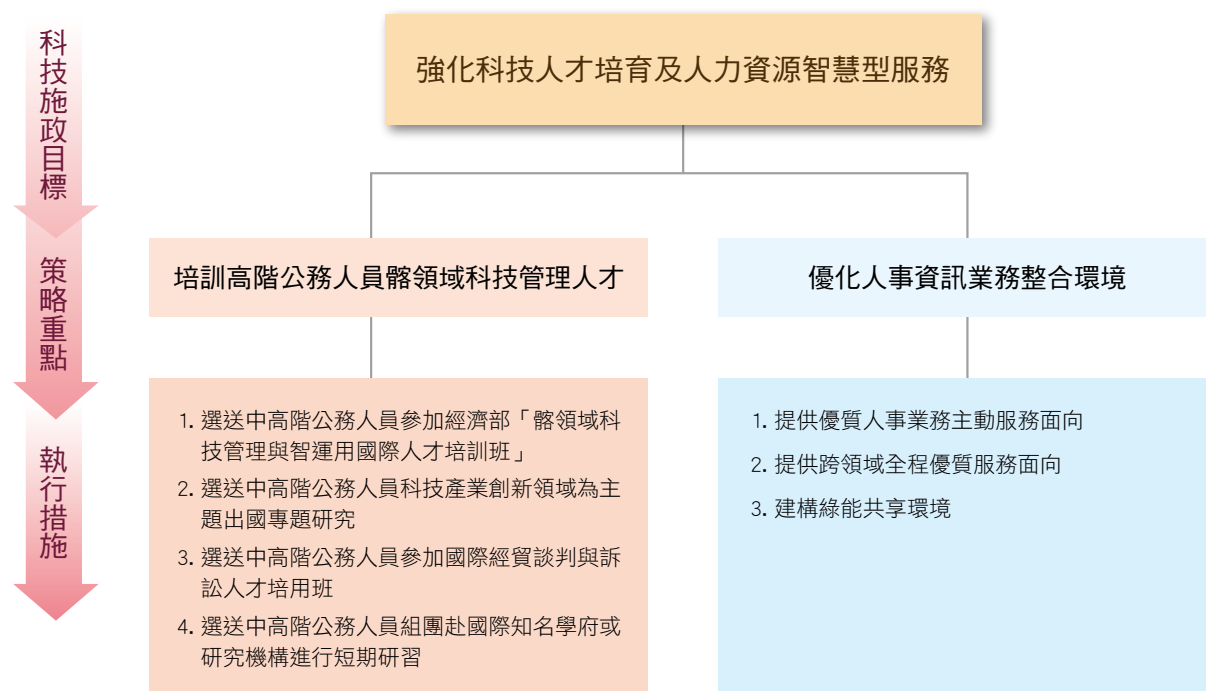 科技施政目標
強化科技人才培育及人力資源智慧型服務
策略重點
培訓高階公務人員髂領域科技管理人才
優化人事資訊業務整合環境
執行措施
1. 選送中高階公務人員參加經濟部「髂領域科
技管理與智運用國際人才培訓班」
2. 選送中高階公務人員科技產業創新領域為主
題出國專題研究
3. 選送中高階公務人員參加國際經貿談判與訴
訟人才培用班
4. 選送中高階公務人員組團赴國際知名學府或
研究機構進行短期研習
1. 提供優質人事業務主動服務面向
2. 提供跨領域全程優質服務面向
3. 建構綠能共享環境